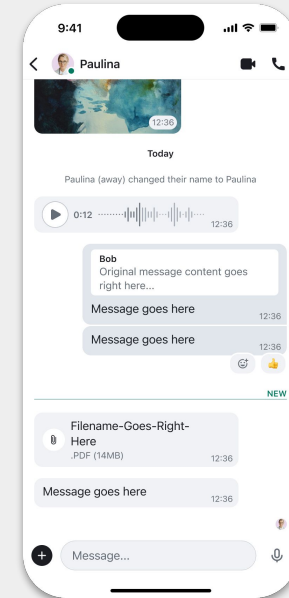 9:41
Paulina
12:36
Today
Paulina (away) changed their name to Paulina
0:12
12:36
Bob
Original message content goes
right here...
Message goes here
12:36
Message goes here
12:36
NEW
Filename-Goes-Right-
Here
.PDF (14MB)
12:36
Message goes here
12:36
Message...